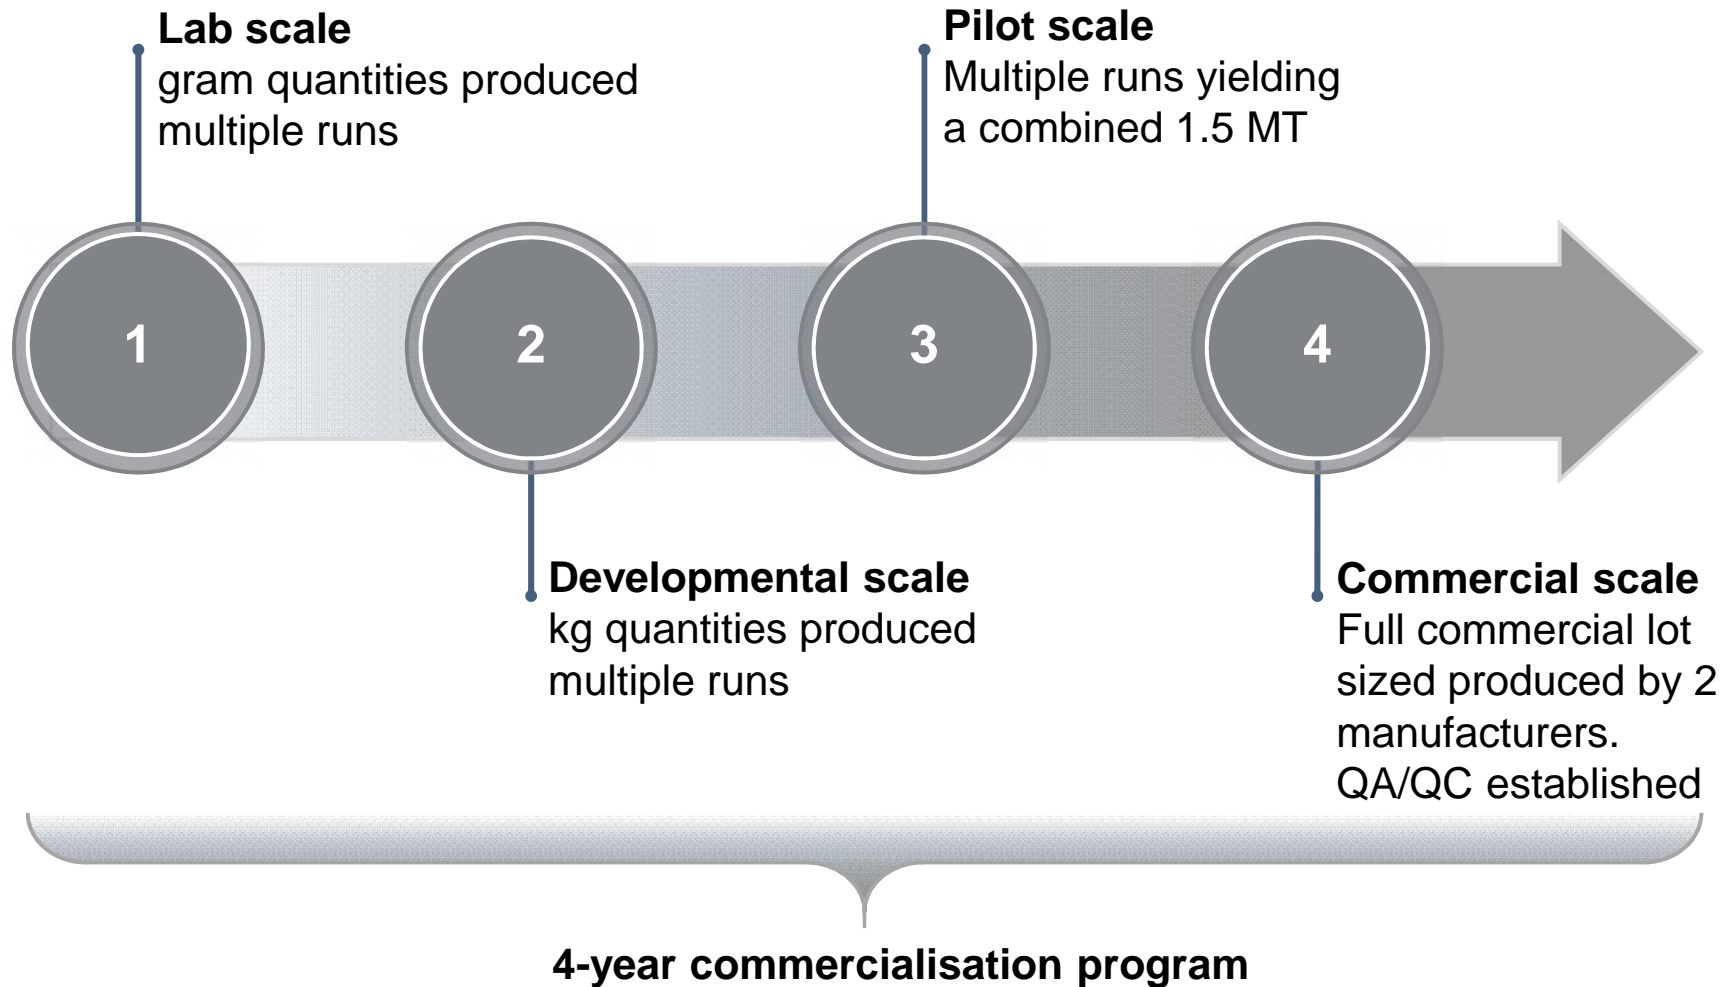 Lab scale
gram quantities produced
multiple runs
Pilot scale
Multiple runs yielding
a combined 1.5 MT
1
2
3
4
Developmental scale
kg quantities produced
multiple runs
Commercial scale
Full commercial lot
sized produced by 2
manufacturers.
QA/QC established
4-year commercialisation program